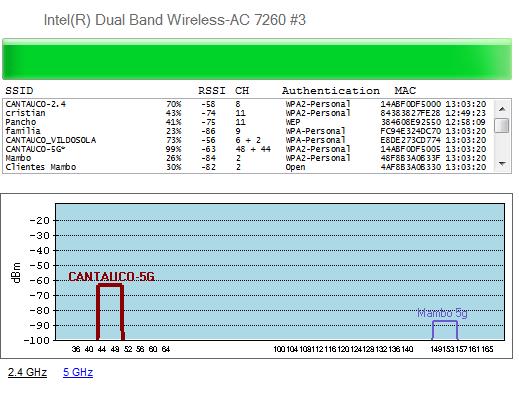 Intel(R) Dual Band Wireless-AC 7260 #3
SSID RSSI CH Authentication MAC
CANTAUCO-2.4 70% -58 8 WPA2-Personal 14ABF0DF5000 13:03:20
cristian 43% -74 11 WPA2-Personal 84383827FE28 12:49:23
Pancho 41% -75 11 WEP 384608E92550 12:58:09
familia 23% -86 9 WPA-Personal FC94E324DC70 13:03:20
CANTAUCO_VILDOSOLA 73% -56 6 + 2 WPA2-Personal E8DE273CD774 13:03:20
CANTAUCO-5G* 99% -63 48 + 44 WPA2-Personal 14ABF0DF5005 13:03:20
Mambo 26% -84 2 WPA2-Personal 48F8B3A0B33F 13:03:20
Clientes Mambo 30% -82 2 Open 4AF8B3A0B330 13:03:20
dBm
-20
-30
-40
-50
-60
-70
-80
-90
-100
CANTAUCO-5G
Mambo 5g
36 40 44 48 52 56 60 64 100 104 108 112 116 120 124 128 132 136 140 149 153 157 161 165
2.4 GHz 5 GHz